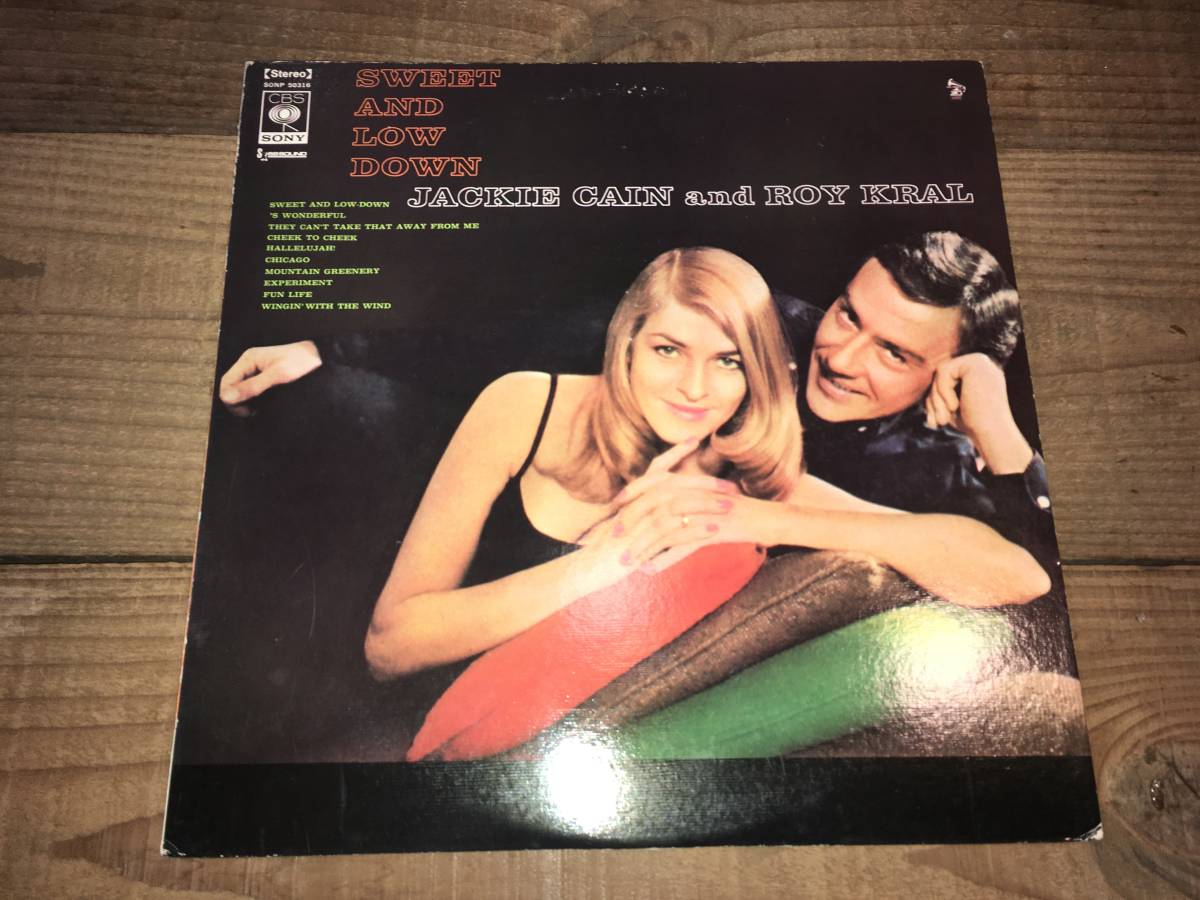 【Stereo】
SONP 50316
CBS
SONY
SWEET
AND
LOW
DOWN
JACKIE CAIN and ROY KRAL
SWEET AND LOW-DOWN
'S WONDERFUL
THEY CAN'T TAKE THAT AWAY FROM ME
CHEEK TO CHEEK
HALLELUJAH!
CHICAGO
MOUNTAIN GREENERY
EXPERIMENT
FUN LIFE
WINGIN' WITH THE WIND